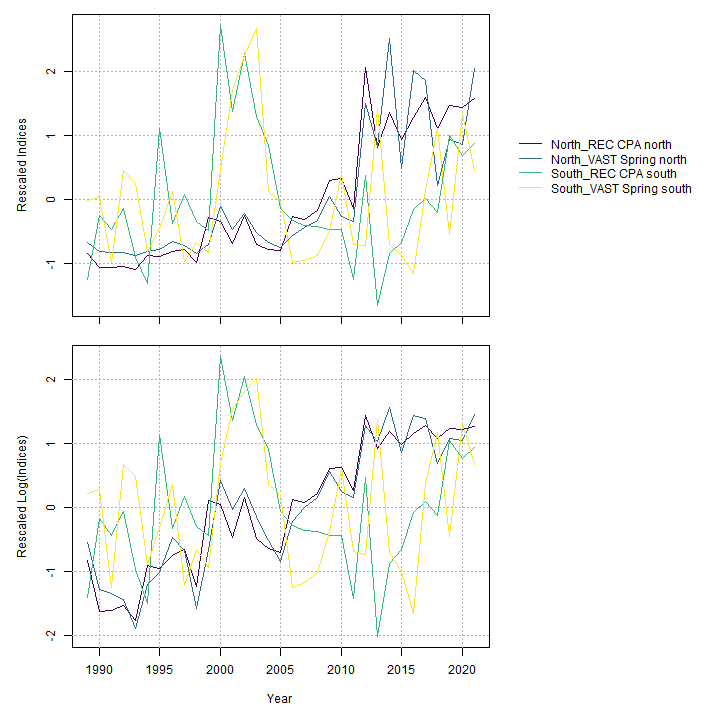 2
1
0
-1
Rescaled Indices
North_REC CPA north
North_VAST Spring north
South_REC CPA south
South_VAST Spring south
2
1
0
-1
-2
Rescaled Log(Indices)
1990 1995 2000 2005 2010 2015 2020
Year